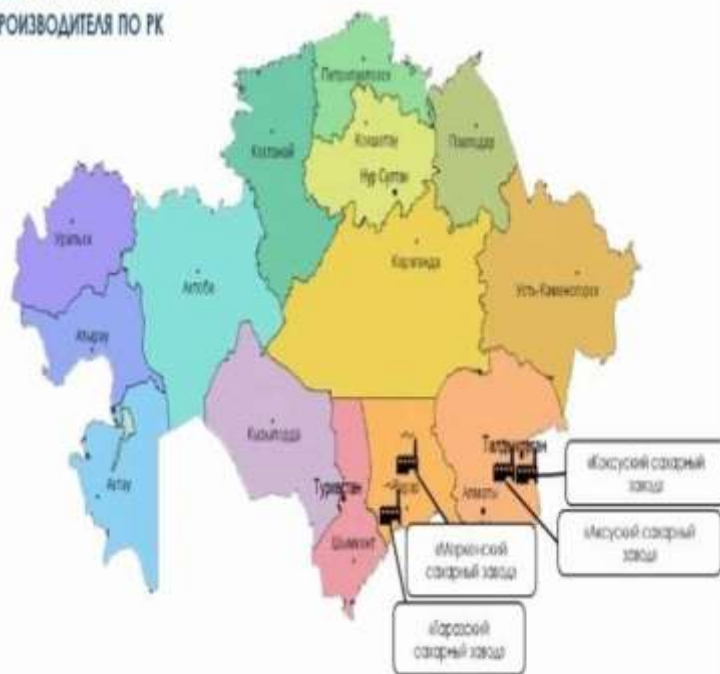 РОИЗВОДИТЕЛЯ ПО РК
Петропавловск
Костанай
Кокшетау
Павлодар
Нур Султан
Уральск
Актобе
Караганда
Усть-Каменогорск
Атырау
Кызылорда
Талдыкорган
«Коксуский сахарный
завод»
Актау
Туркестан
Алматы
«Аксуский сахарный
завод»
Шымкент
«Меркенский
сахарный завод»
«Таразский
сахарный завод»